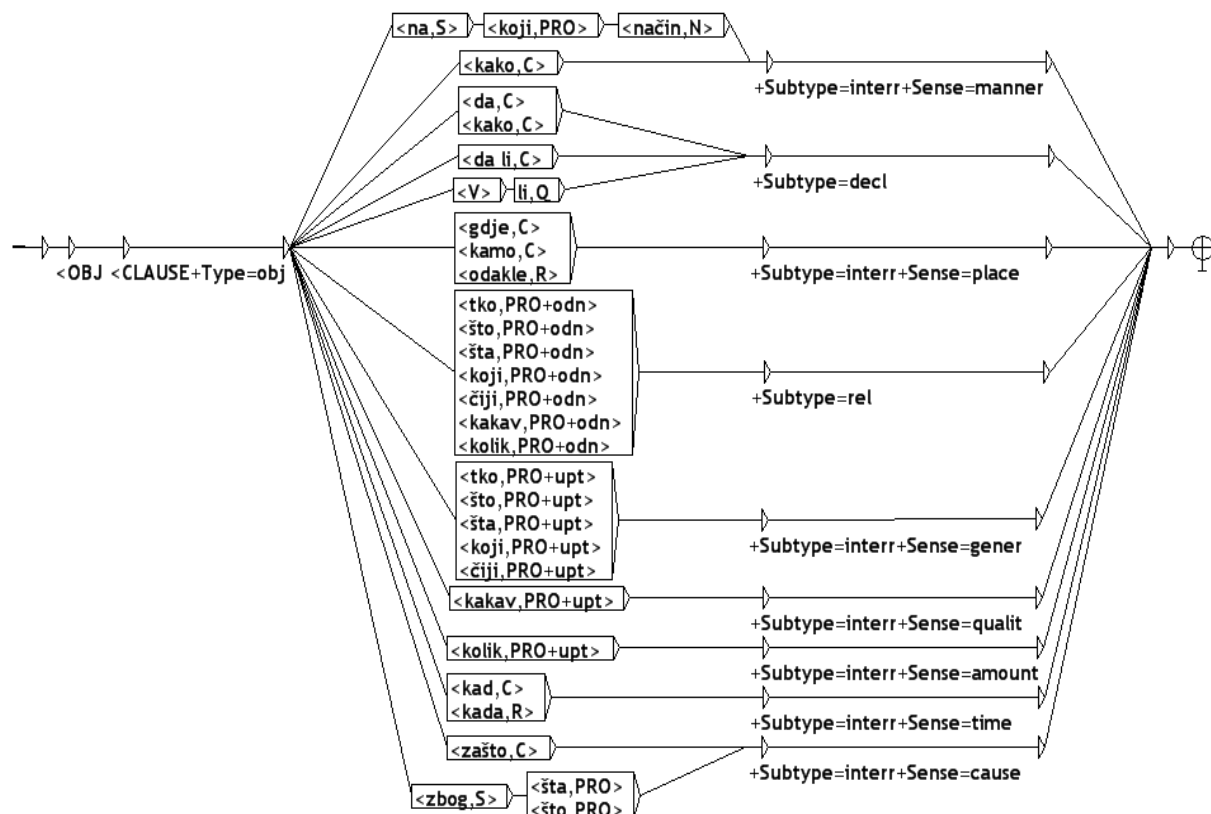 <na,S> <koji,PRO> <način,N>
<kako,C>
+Subtype=interr+Sense=manner
<da,C>
<kako,C>
<da li,C>
+Subtype=decl
<V> li,Q
<OBJ <CLAUSE+Type=obj
<gdje,C>
<kamo,C>
<odakle,R>
+Subtype=interr+Sense=place
<tko,PRO+odn>
<što,PRO+odn>
<šta,PRO+odn>
<koji,PRO+odn>
<čiji,PRO+odn>
<kakav,PRO+odn>
<kolik,PRO+odn>
+Subtype=rel
<tko,PRO+upt>
<što,PRO+upt>
<šta,PRO+upt>
<koji,PRO+upt>
<čiji,PRO+upt>
+Subtype=interr+Sense=gener
<kakav,PRO+upt>
+Subtype=interr+Sense=qualit
<kolik,PRO+upt>
+Subtype=interr+Sense=amount
<kad,C>
<kada,R>
+Subtype=interr+Sense=time
<zašto,C>
+Subtype=interr+Sense=cause
<zbog,S>
<šta,PRO>
<što,PRO>